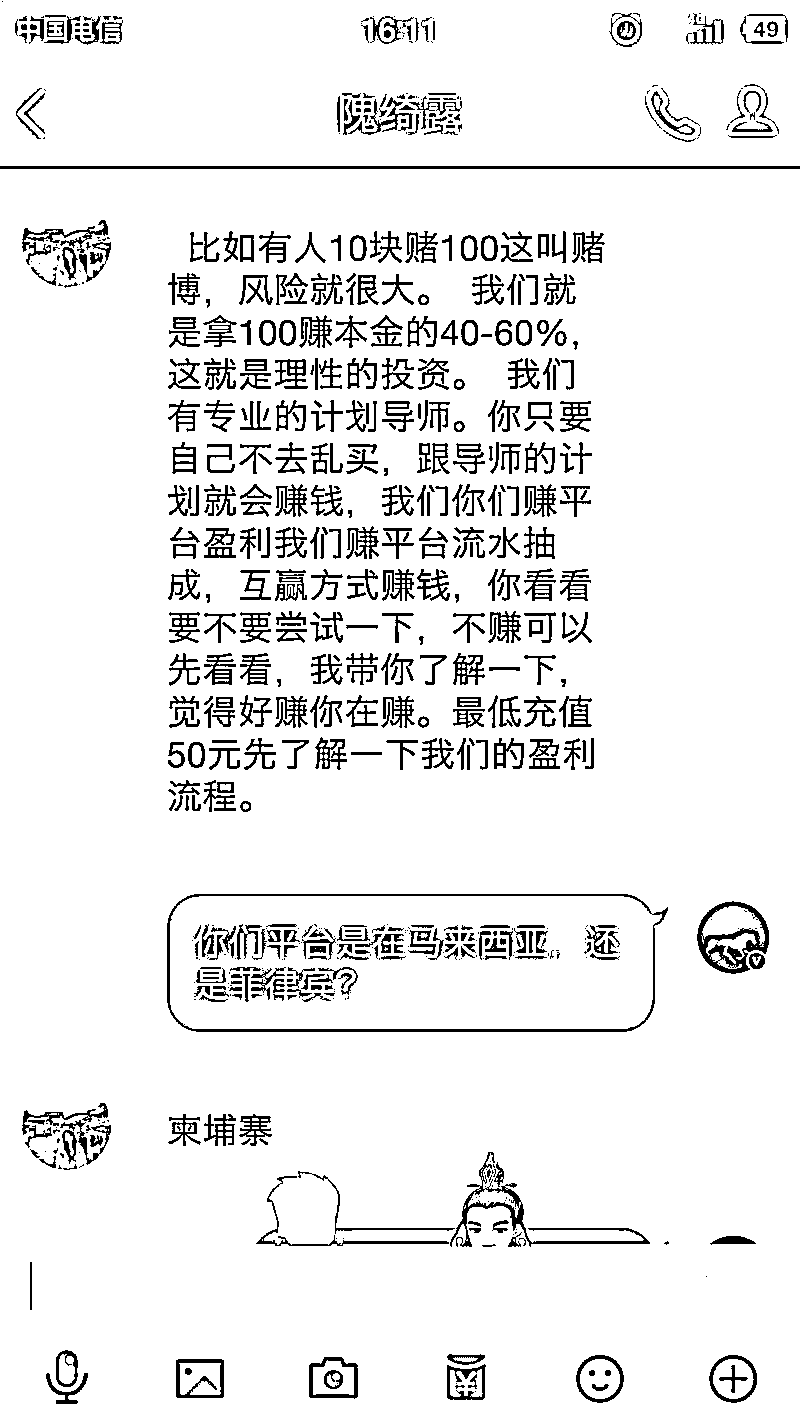 中国电信 16:11 49
隗绮露
比如有人10块赌100这叫赌
博，风险就很大。 我们就
是拿100赚本金的40-60%，
这就是理性的投资。 我们
有专业的计划导师。你只要
自己不去乱买，跟导师的计
划就会赚钱，我们你们赚平
台盈利我们赚平台流水抽
成，互赢方式赚钱，你看看
要不要尝试一下，不赚可以
先看看，我带你了解一下，
觉得好赚你在赚。最低充值
50元先了解一下我们的盈利
流程。
你们平台是在马来西亚。还
是菲律宾？
柬埔寨